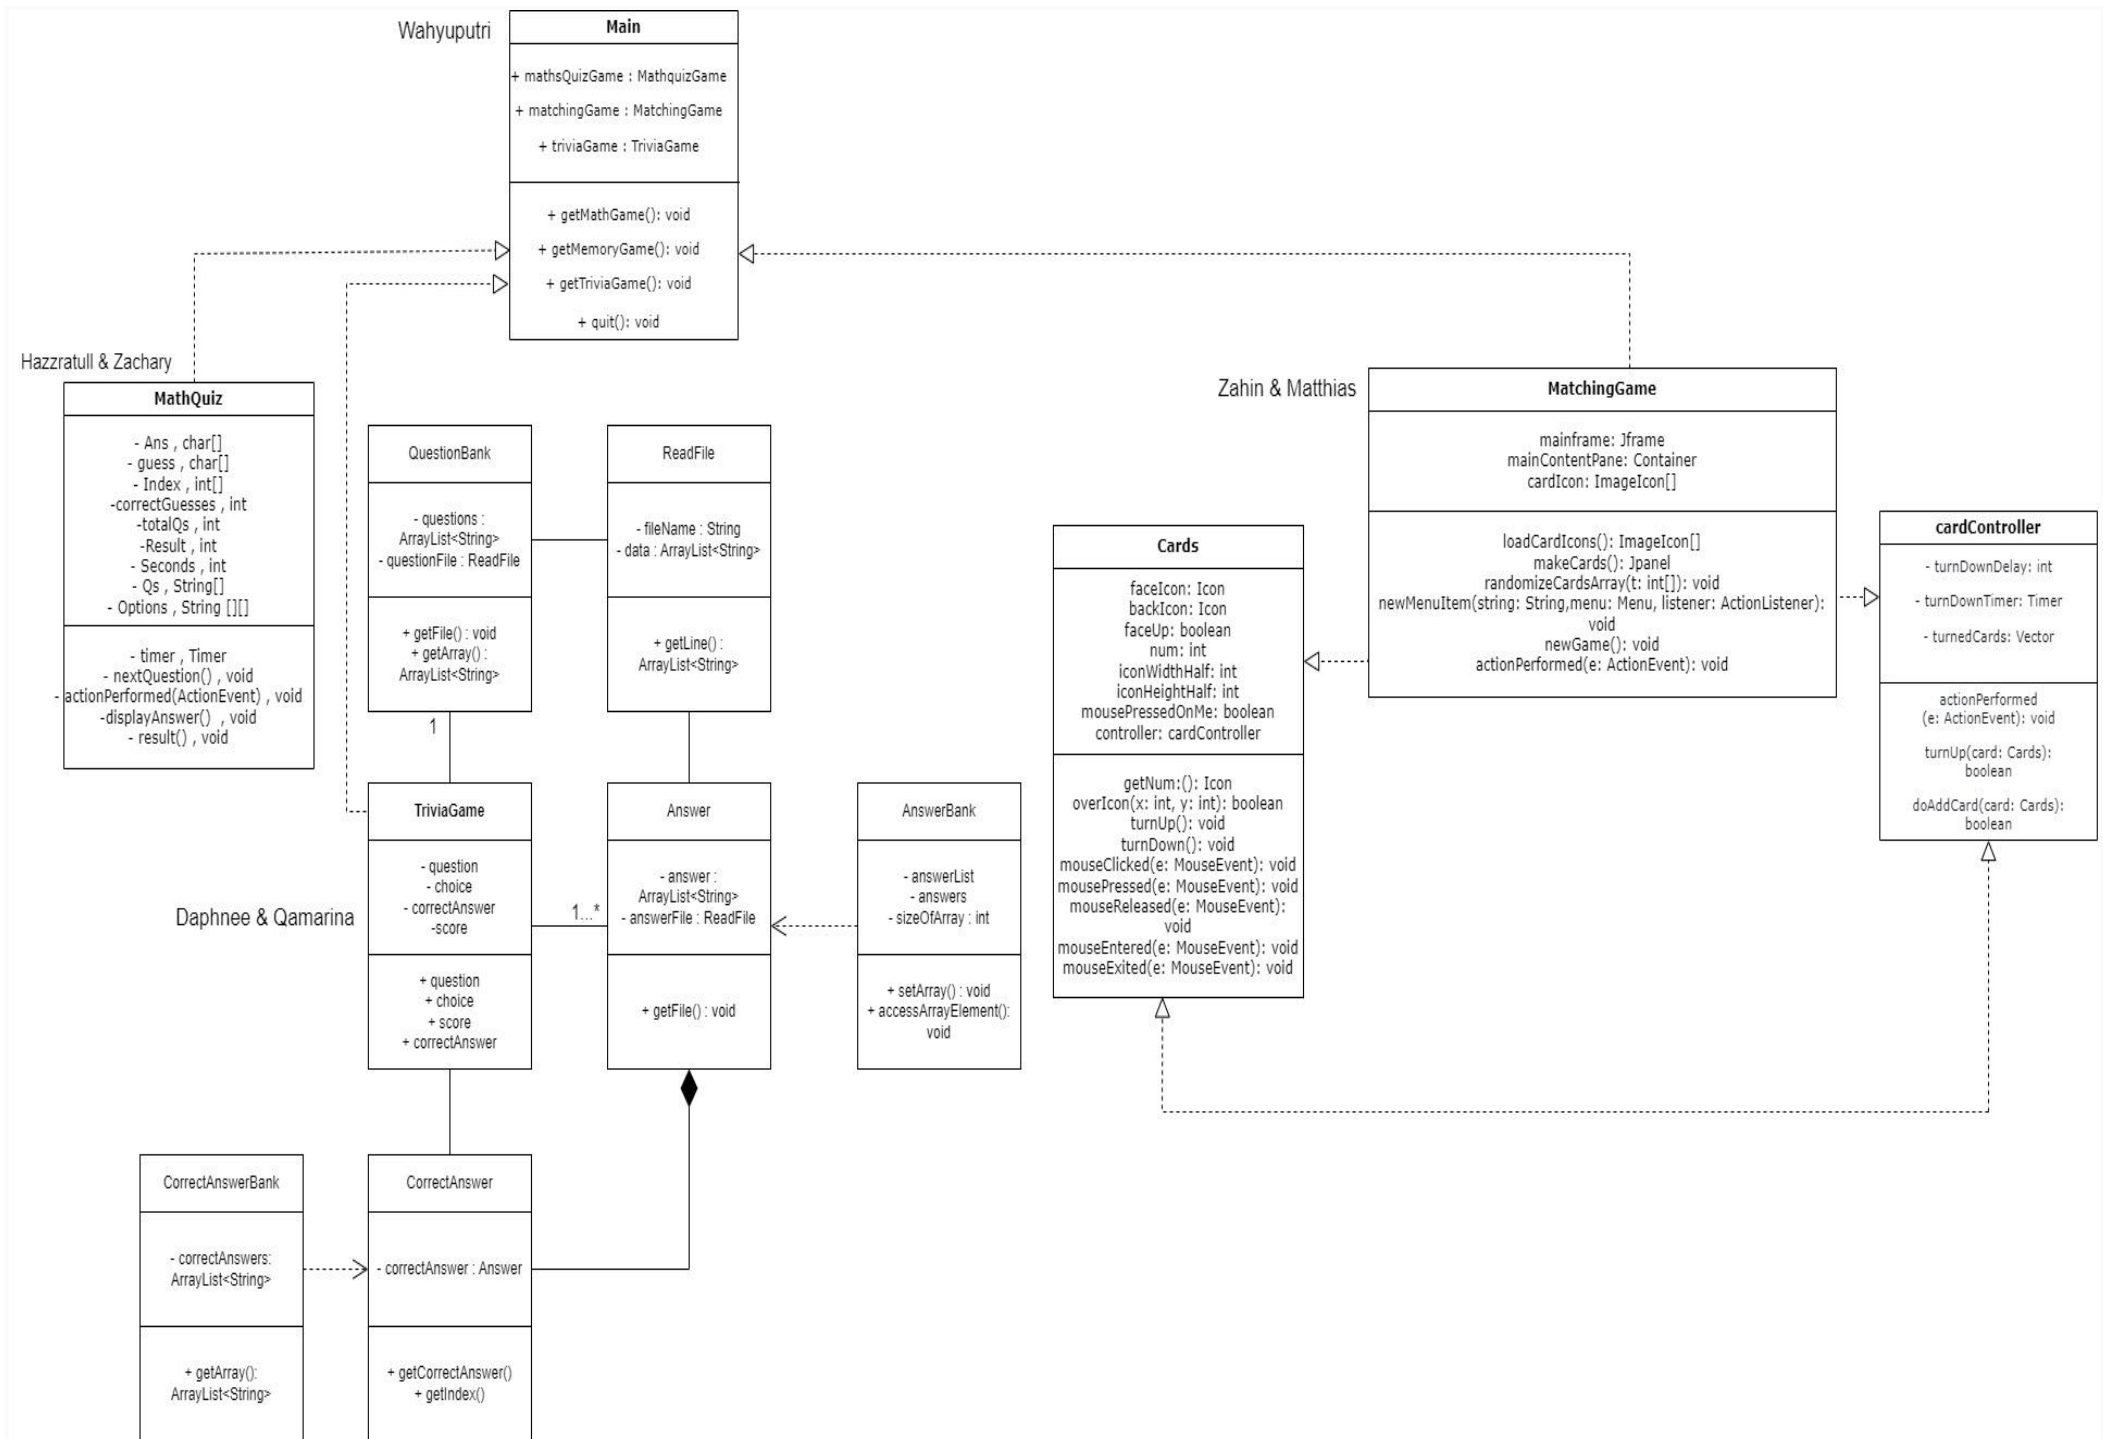 Wahyuputri
Main
+ mathsQuizGame : MathquizGame
+ matchingGame : MatchingGame
+ triviaGame : TriviaGame
+ getMathGame(): void
+ getMemoryGame(): void
+ getTriviaGame(): void
+ quit(): void
Hazzratull & Zachary
MathQuiz
- Ans , char[]
- guess , char[]
- Index , int[]
-correctGuesses , int
-totalQs , int
-Result , int
- Seconds , int
- Qs , String[]
- Options , String [][]
- timer , Timer
- nextQuestion() , void
- actionPerformed(ActionEvent) , void
-displayAnswer() , void
- result() , void
QuestionBank
- questions :
ArrayList<String>
- questionFile : ReadFile
+ getFile() : void
+ getArray() :
ArrayList<String>
1
ReadFile
- fileName : String
- data : ArrayList<String>
+ getLine() :
ArrayList<String>
Daphnee & Qamarina
TriviaGame
- question
- choice
- correctAnswer
-score
+ question
+ choice
+ score
+ correctAnswer
1...*
Answer
- answer :
ArrayList<String>
- answerFile : ReadFile
+ getFile() : void
AnswerBank
- answerList
- answers
- sizeOfArray : int
+ setArray() : void
+ accessArrayElement():
void
CorrectAnswerBank
- correctAnswers:
ArrayList<String>
+ getArray():
ArrayList<String>
CorrectAnswer
- correctAnswer : Answer
+ getCorrectAnswer()
+ getIndex()
Zahin & Matthias
MatchingGame
mainframe: Jframe
mainContentPane: Container
cardIcon: ImageIcon[]
loadCardIcons(): ImageIcon[]
makeCards(): Jpanel
randomizeCardsArray(t: int[]): void
newMenuItem(string: String,menu: Menu, listener: ActionListener):
void
newGame(): void
actionPerformed(e: ActionEvent): void
Cards
faceIcon: Icon
backIcon: Icon
faceUp: boolean
num: int
iconWidthHalf: int
iconHeightHalf: int
mousePressedOnMe: boolean
controller: cardController
getNum:(): Icon
overIcon(x: int, y: int): boolean
turnUp(): void
turnDown(): void
mouseClicked(e: MouseEvent): void
mousePressed(e: MouseEvent): void
mouseReleased(e: MouseEvent):
void
mouseEntered(e: MouseEvent): void
mouseExited(e: MouseEvent): void
cardController
- turnDownDelay: int
- turnDownTimer: Timer
- turnedCards: Vector
actionPerformed
(e: ActionEvent): void
turnUp(card: Cards):
boolean
doAddCard(card: Cards):
boolean